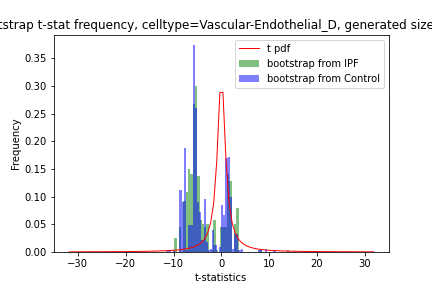 tstrap t-stat frequency, celltype=Vascular-Endothelial_D, generated size
t pdf
bootstrap from IPF
bootstrap from Control
Frequency
0.35
0.30
0.25
0.20
0.15
0.10
0.05
0.00
−30
−20
−10
0
10
20
30
t-statistics